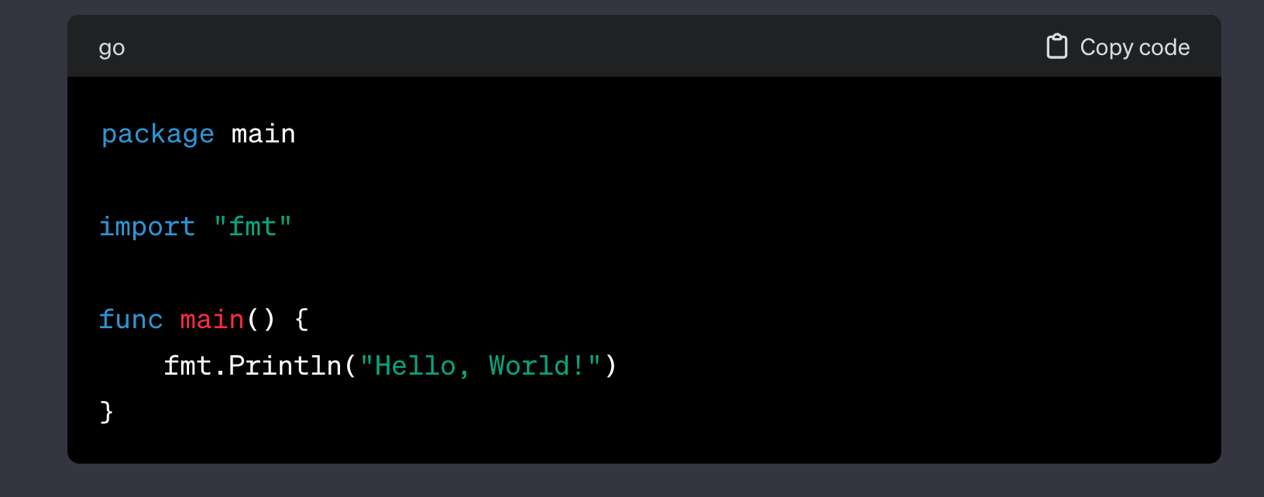 go
Copy code
package main
import "fmt"
func main() {
    fmt.Println("Hello, World!")
}